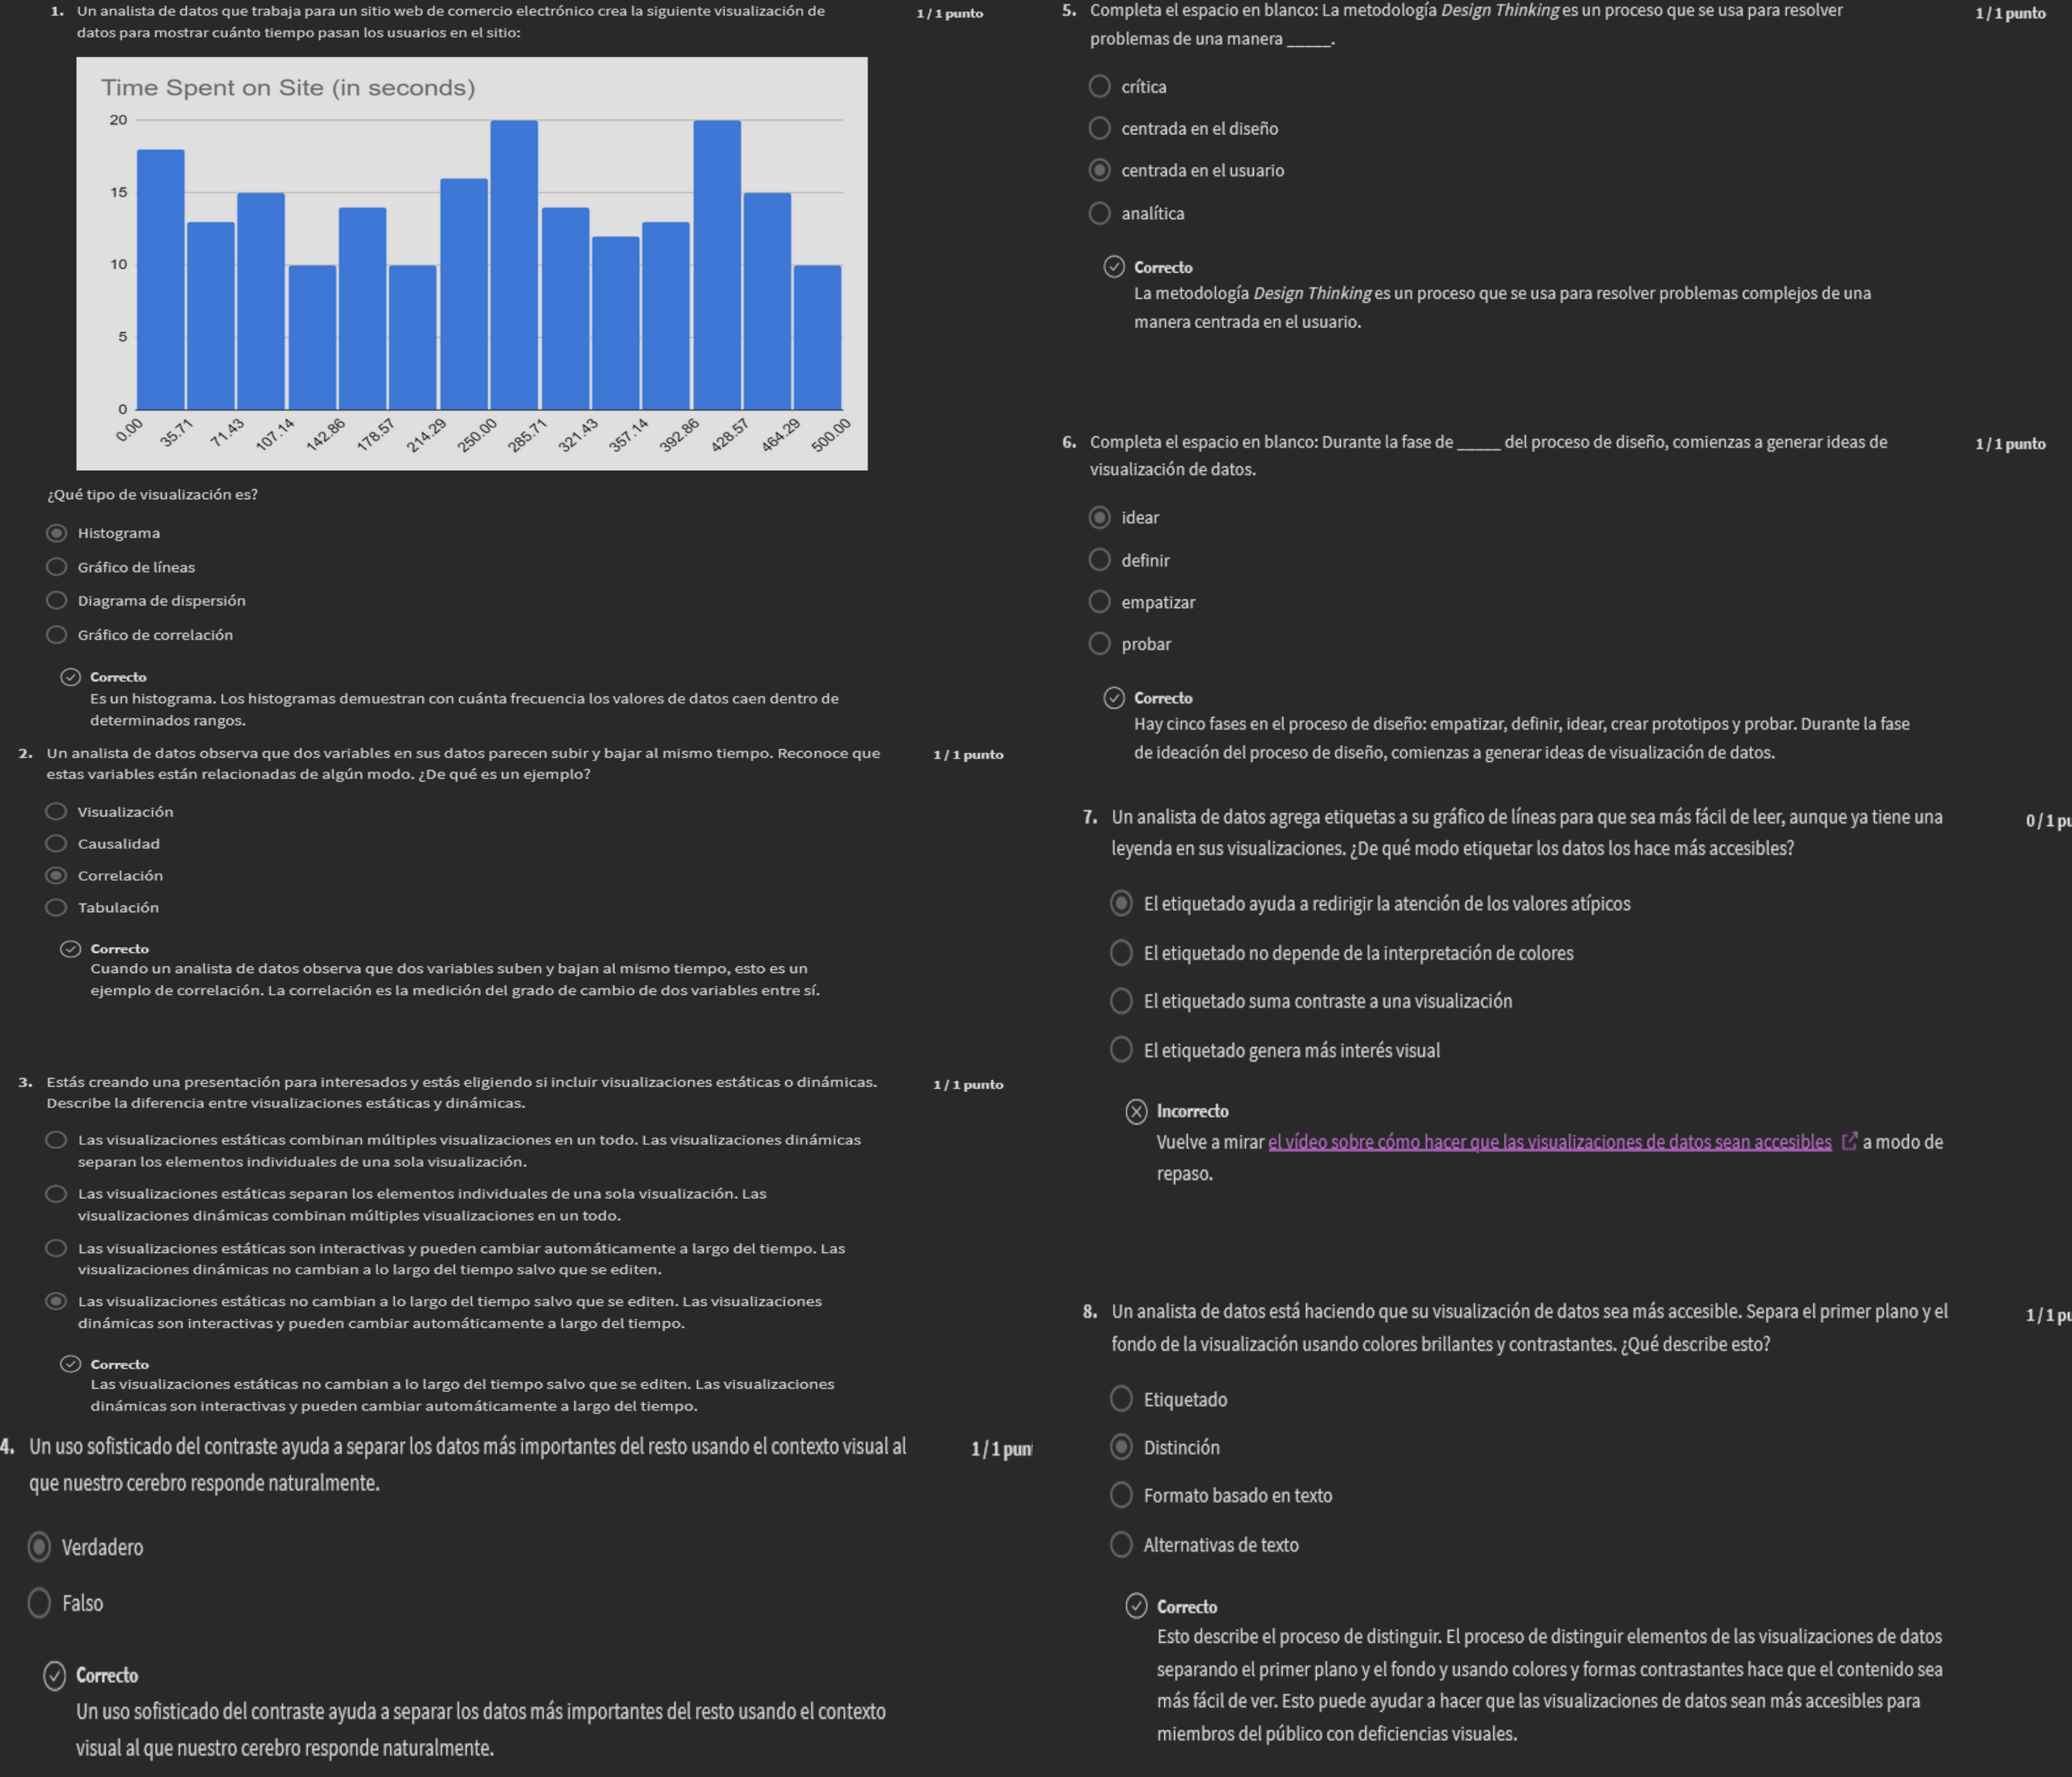 1. Un analista de datos que trabaja para un sitio web de comercio electrónico crea la siguiente visualización de
1 / 1 punto
datos para mostrar cuánto tiempo pasan los usuarios en el sitio:
Time Spent on Site (in seconds)
20
15
10
5
0
0.00 35.71 71.43 107.14 142.86 178.57 214.29 250.00 285.71 321.43 357.14 392.86 428.57 464.29 500.00
¿Qué tipo de visualización es?
Histograma
Gráfico de líneas
Diagrama de dispersión
Gráfico de correlación
Correcto
Es un histograma. Los histogramas demuestran con cuánta frecuencia los valores de datos caen dentro de
determinados rangos.
2. Un analista de datos observa que dos variables en sus datos parecen subir y bajar al mismo tiempo. Reconoce que
1 / 1 punto
estas variables están relacionadas de algún modo. ¿De qué es un ejemplo?
Visualización
Causalidad
Correlación
Tabulación
Correcto
Cuando un analista de datos observa que dos variables suben y bajan al mismo tiempo, esto es un
ejemplo de correlación. La correlación es la medición del grado de cambio de dos variables entre sí.
3. Estás creando una presentación para interesados y estás eligiendo si incluir visualizaciones estáticas o dinámicas.
1 / 1 punto
Describe la diferencia entre visualizaciones estáticas y dinámicas.
Las visualizaciones estáticas combinan múltiples visualizaciones en un todo. Las visualizaciones dinámicas
separan los elementos individuales de una sola visualización.
Las visualizaciones estáticas separan los elementos individuales de una sola visualización. Las
visualizaciones dinámicas combinan múltiples visualizaciones en un todo.
Las visualizaciones estáticas son interactivas y pueden cambiar automáticamente a largo del tiempo. Las
visualizaciones dinámicas no cambian a lo largo del tiempo salvo que se editen.
Las visualizaciones estáticas no cambian a lo largo del tiempo salvo que se editen. Las visualizaciones
dinámicas son interactivas y pueden cambiar automáticamente a largo del tiempo.
Correcto
Las visualizaciones estáticas no cambian a lo largo del tiempo salvo que se editen. Las visualizaciones
dinámicas son interactivas y pueden cambiar automáticamente a largo del tiempo.
4. Un uso sofisticado del contraste ayuda a separar los datos más importantes del resto usando el contexto visual al
1 / 1 pun
que nuestro cerebro responde naturalmente.
Verdadero
Falso
Correcto
Un uso sofisticado del contraste ayuda a separar los datos más importantes del resto usando el contexto
visual al que nuestro cerebro responde naturalmente.
5. Completa el espacio en blanco: La metodología Design Thinking es un proceso que se usa para resolver
1 / 1 punto
problemas de una manera _____.
crítica
centrada en el diseño
centrada en el usuario
analítica
Correcto
La metodología Design Thinking es un proceso que se usa para resolver problemas complejos de una
manera centrada en el usuario.
6. Completa el espacio en blanco: Durante la fase de _____ del proceso de diseño, comienzas a generar ideas de
1 / 1 punto
visualización de datos.
idear
definir
empatizar
probar
Correcto
Hay cinco fases en el proceso de diseño: empatizar, definir, idear, crear prototipos y probar. Durante la fase
de ideación del proceso de diseño, comienzas a generar ideas de visualización de datos.
7. Un analista de datos agrega etiquetas a su gráfico de líneas para que sea más fácil de leer, aunque ya tiene una
0 / 1 pu
leyenda en sus visualizaciones. ¿De qué modo etiquetar los datos los hace más accesibles?
El etiquetado ayuda a redirigir la atención de los valores atípicos
El etiquetado no depende de la interpretación de colores
El etiquetado suma contraste a una visualización
El etiquetado genera más interés visual
Incorrecto
Vuelve a mirar el vídeo sobre cómo hacer que las visualizaciones de datos sean accesibles a modo de
repaso.
8. Un analista de datos está haciendo que su visualización de datos sea más accesible. Separa el primer plano y el
1 / 1 pu
fondo de la visualización usando colores brillantes y contrastantes. ¿Qué describe esto?
Etiquetado
Distinción
Formato basado en texto
Alternativas de texto
Correcto
Esto describe el proceso de distinguir. El proceso de distinguir elementos de las visualizaciones de datos
separando el primer plano y el fondo y usando colores y formas contrastantes hace que el contenido sea
más fácil de ver. Esto puede ayudar a hacer que las visualizaciones de datos sean más accesibles para
miembros del público con deficiencias visuales.